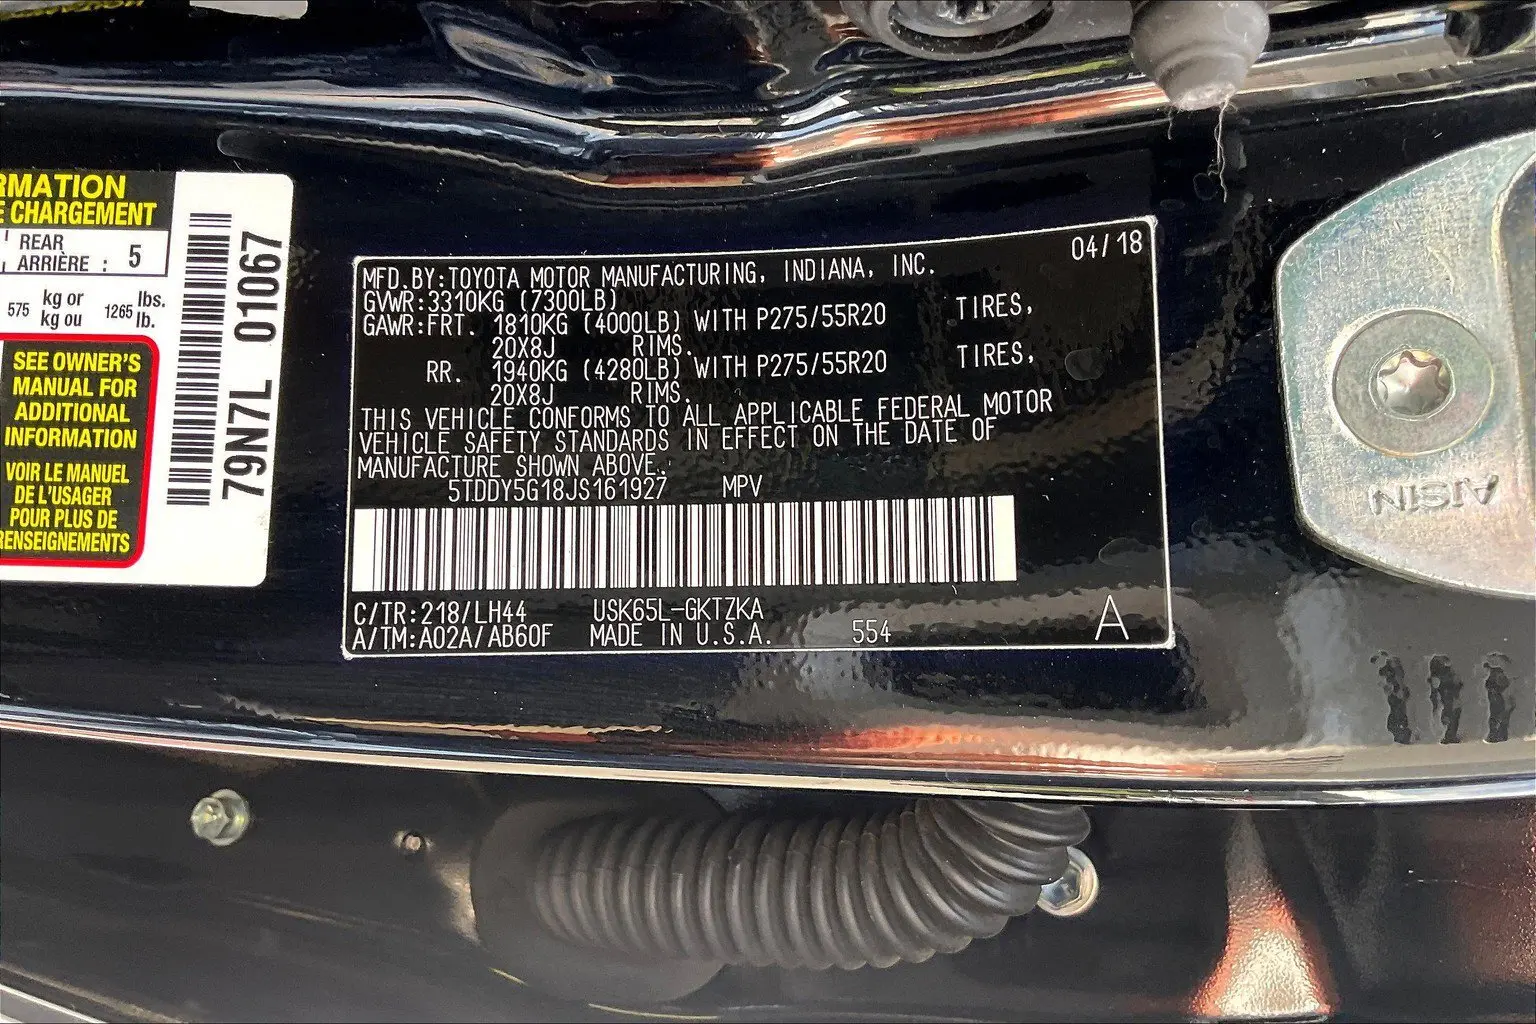 RMATION
E CHARGEMENT
REAR
ARRIÈRE : 5
575 kg or
kg ou 1265 lbs.
lb.
SEE OWNER'S
MANUAL FOR
ADDITIONAL
INFORMATION
VOIR LE MANUEL
DE L'USAGER
POUR PLUS DE
RENSEIGNEMENTS
79N7L 01067
04/18
MFD.BY:TOYOTA MOTOR MANUFACTURING, INDIANA, INC.
GVWR:3310KG (7300LB)
GAWR:FRT. 1810KG (4000LB) WITH P275/55R20 TIRES,
20X8J RIMS.
RR. 1940KG (4280LB) WITH P275/55R20 TIRES,
20X8J RIMS.
THIS VEHICLE CONFORMS TO ALL APPLICABLE FEDERAL MOTOR
VEHICLE SAFETY STANDARDS IN EFFECT ON THE DATE OF
MANUFACTURE SHOWN ABOVE.
5TDDY5G18JS161927 MPV
C/TR:218/LH44 USK65L-GKTZKA
A/TM:A02A/AB60F MADE IN U.S.A. 554 A
AISIN